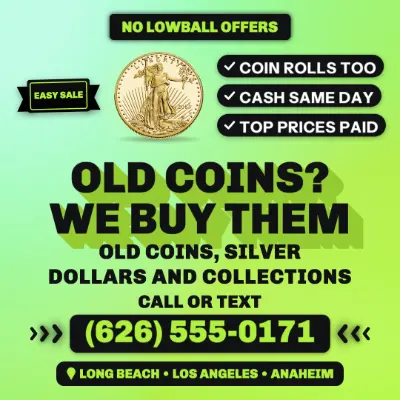 NO LOWBALL OFFERS
EASY SALE
COIN ROLLS TOO
CASH SAME DAY
TOP PRICES PAID
OLD COINS?
WE BUY THEM
OLD COINS, SILVER
DOLLARS AND COLLECTIONS
CALL OR TEXT
(626) 555-0171
LONG BEACH • LOS ANGELES • ANAHEIM